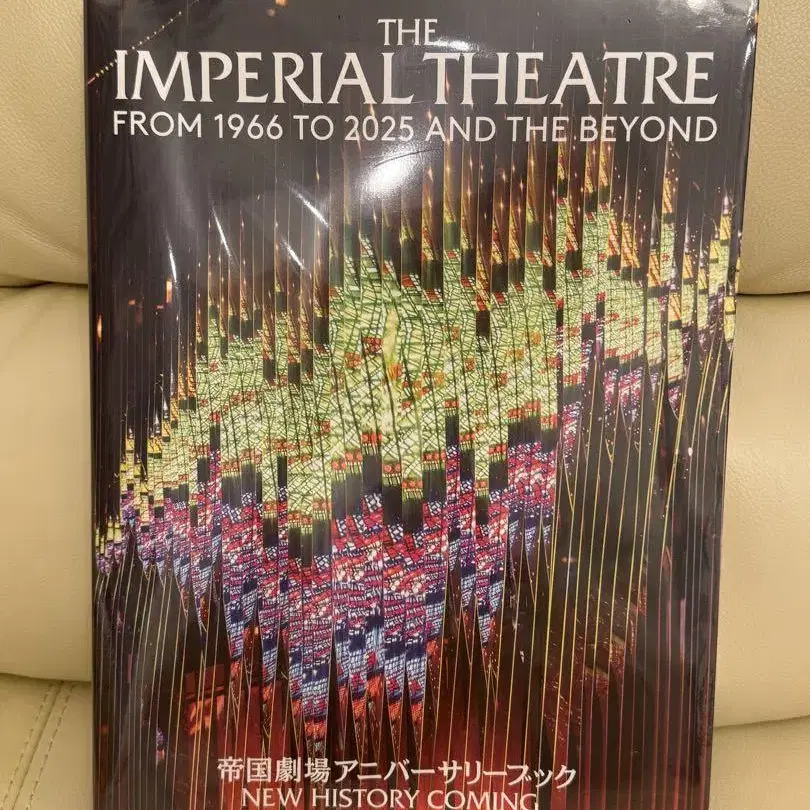 THE
IMPERIAL THEATRE
FROM 1966 TO 2025 AND THE BEYOND
帝国劇場アニバーサリーブック
NEW HISTORY COMING